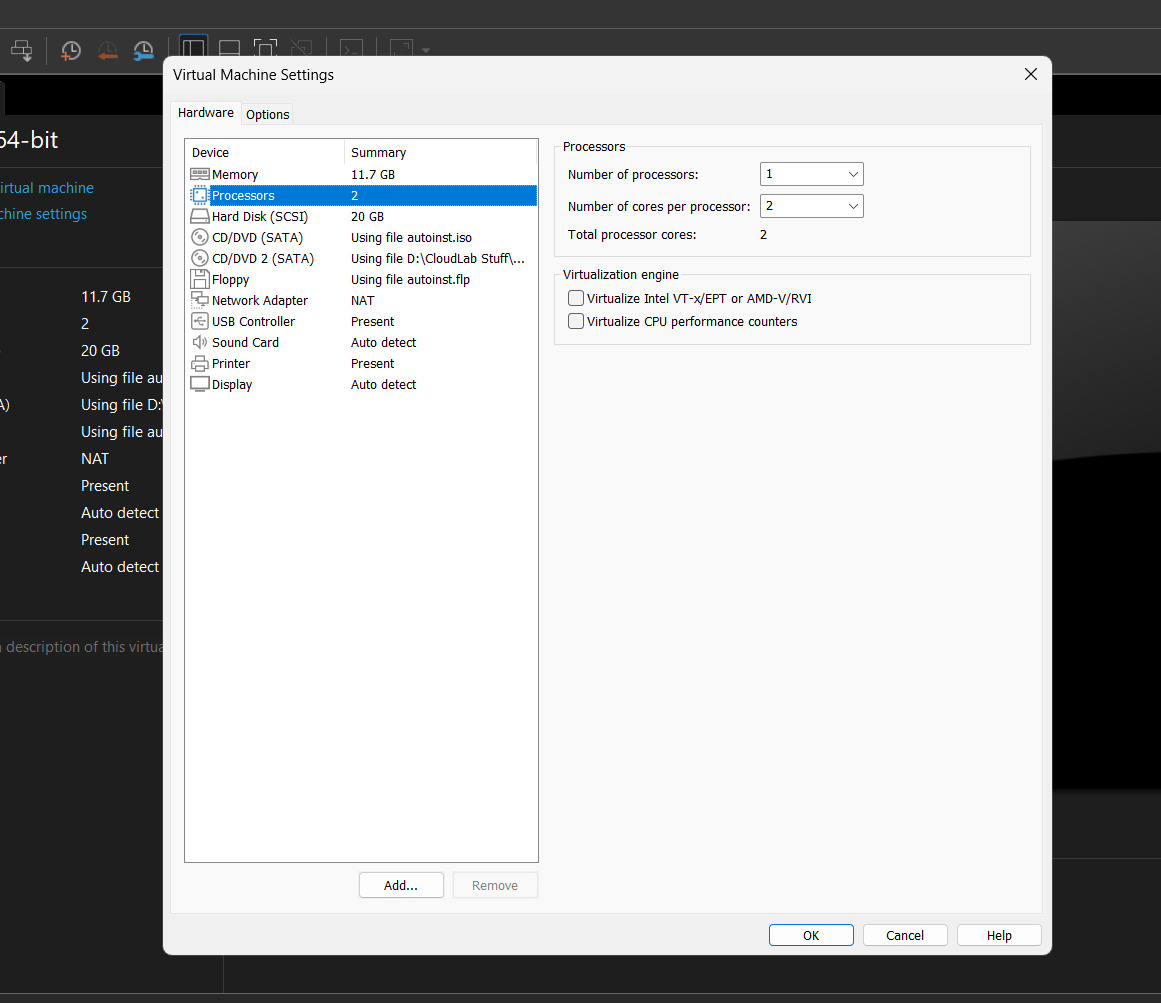 Virtual Machine Settings
Hardware
Options
Device Summary
Memory 11.7 GB
Processors 2
Hard Disk (SCSI) 20 GB
CD/DVD (SATA) Using file autoinst.iso
CD/DVD 2 (SATA) Using file D:\CloudLab Stuff\...
Floppy Using file autoinst.flp
Network Adapter NAT
USB Controller Present
Sound Card Auto detect
Printer Present
Display Auto detect
Add...
Remove
Processors
Number of processors: 1
Number of cores per processor: 2
Total processor cores: 2
Virtualization engine
Virtualize Intel VT-x/EPT or AMD-V/RVI
Virtualize CPU performance counters
OK
Cancel
Help
64-bit
irtual machine
chine settings
11.7 GB
2
20 GB
Using file au
A) Using file D:\
Using file au
er NAT
Present
Auto detect
Present
Auto detect
description of this virtua